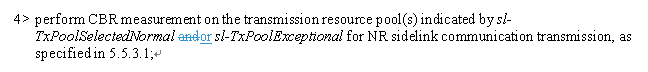 4> perform CBR measurement on the transmission resource pool(s) indicated by sl-
TxPoolSelectedNormal andor sl-TxPoolExceptional for NR sidelink communication transmission, as
specified in 5.5.3.1;↵